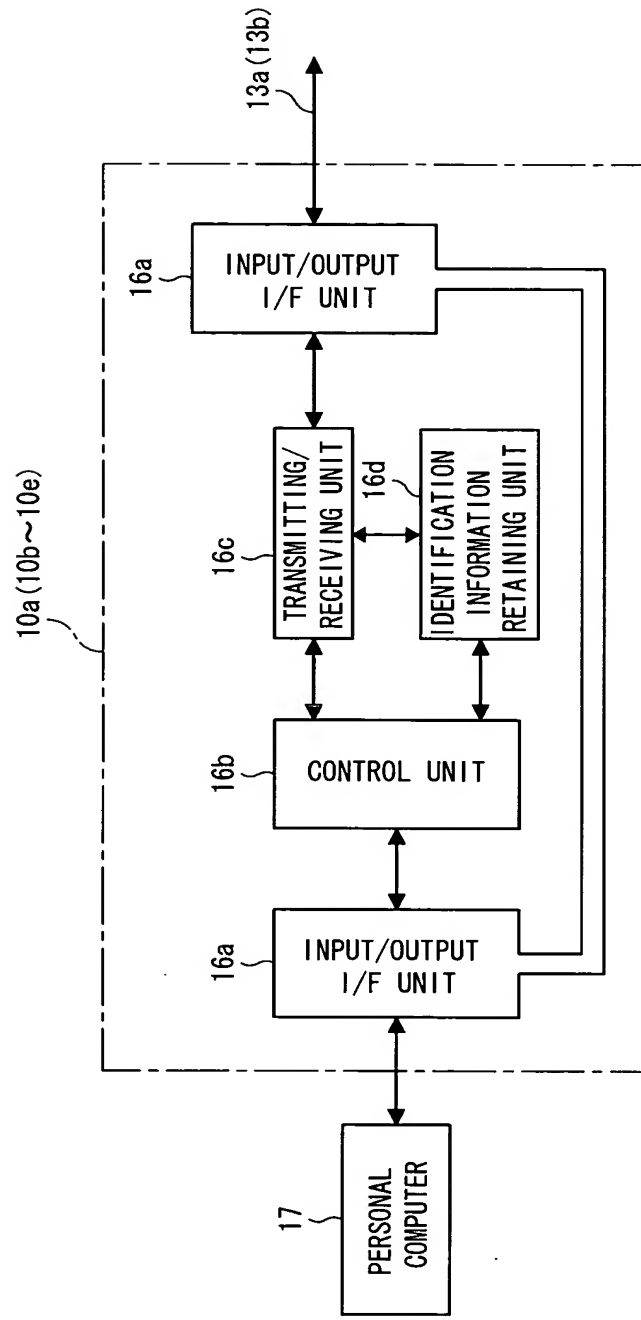 10a(10b～10e)
13a(13b)
16a
INPUT/OUTPUT
I/F UNIT
16c
TRANSMITTING/
RECEIVING UNIT
16d
IDENTIFICATION
INFORMATION
RETAINING UNIT
16b
CONTROL UNIT
16a
INPUT/OUTPUT
I/F UNIT
17
PERSONAL
COMPUTER